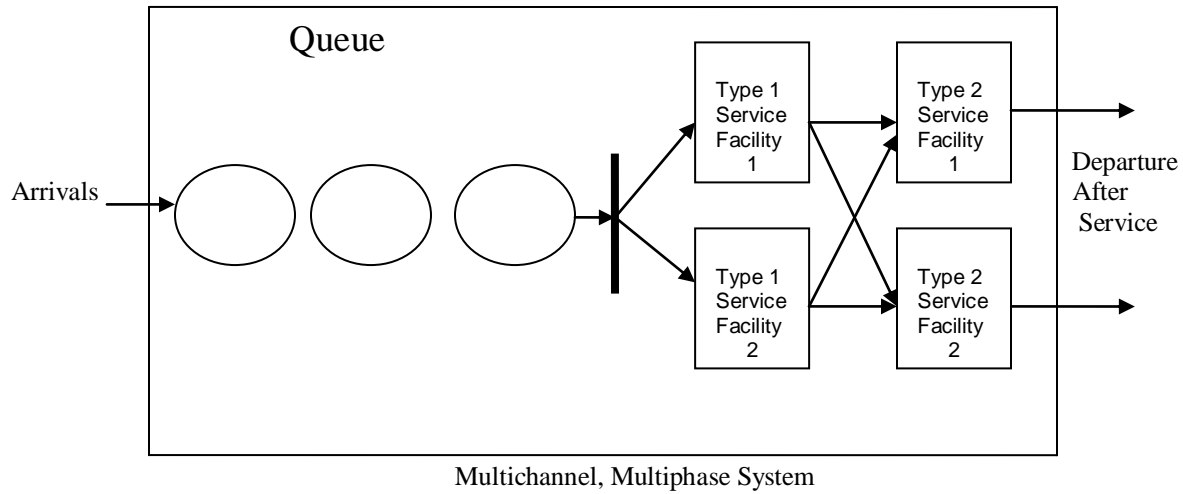 Queue
Arrivals
Type 1
Service
Facility
1
Type 2
Service
Facility
1
Type 1
Service
Facility
2
Type 2
Service
Facility
2
Departure
After
Service
Multichannel, Multiphase System